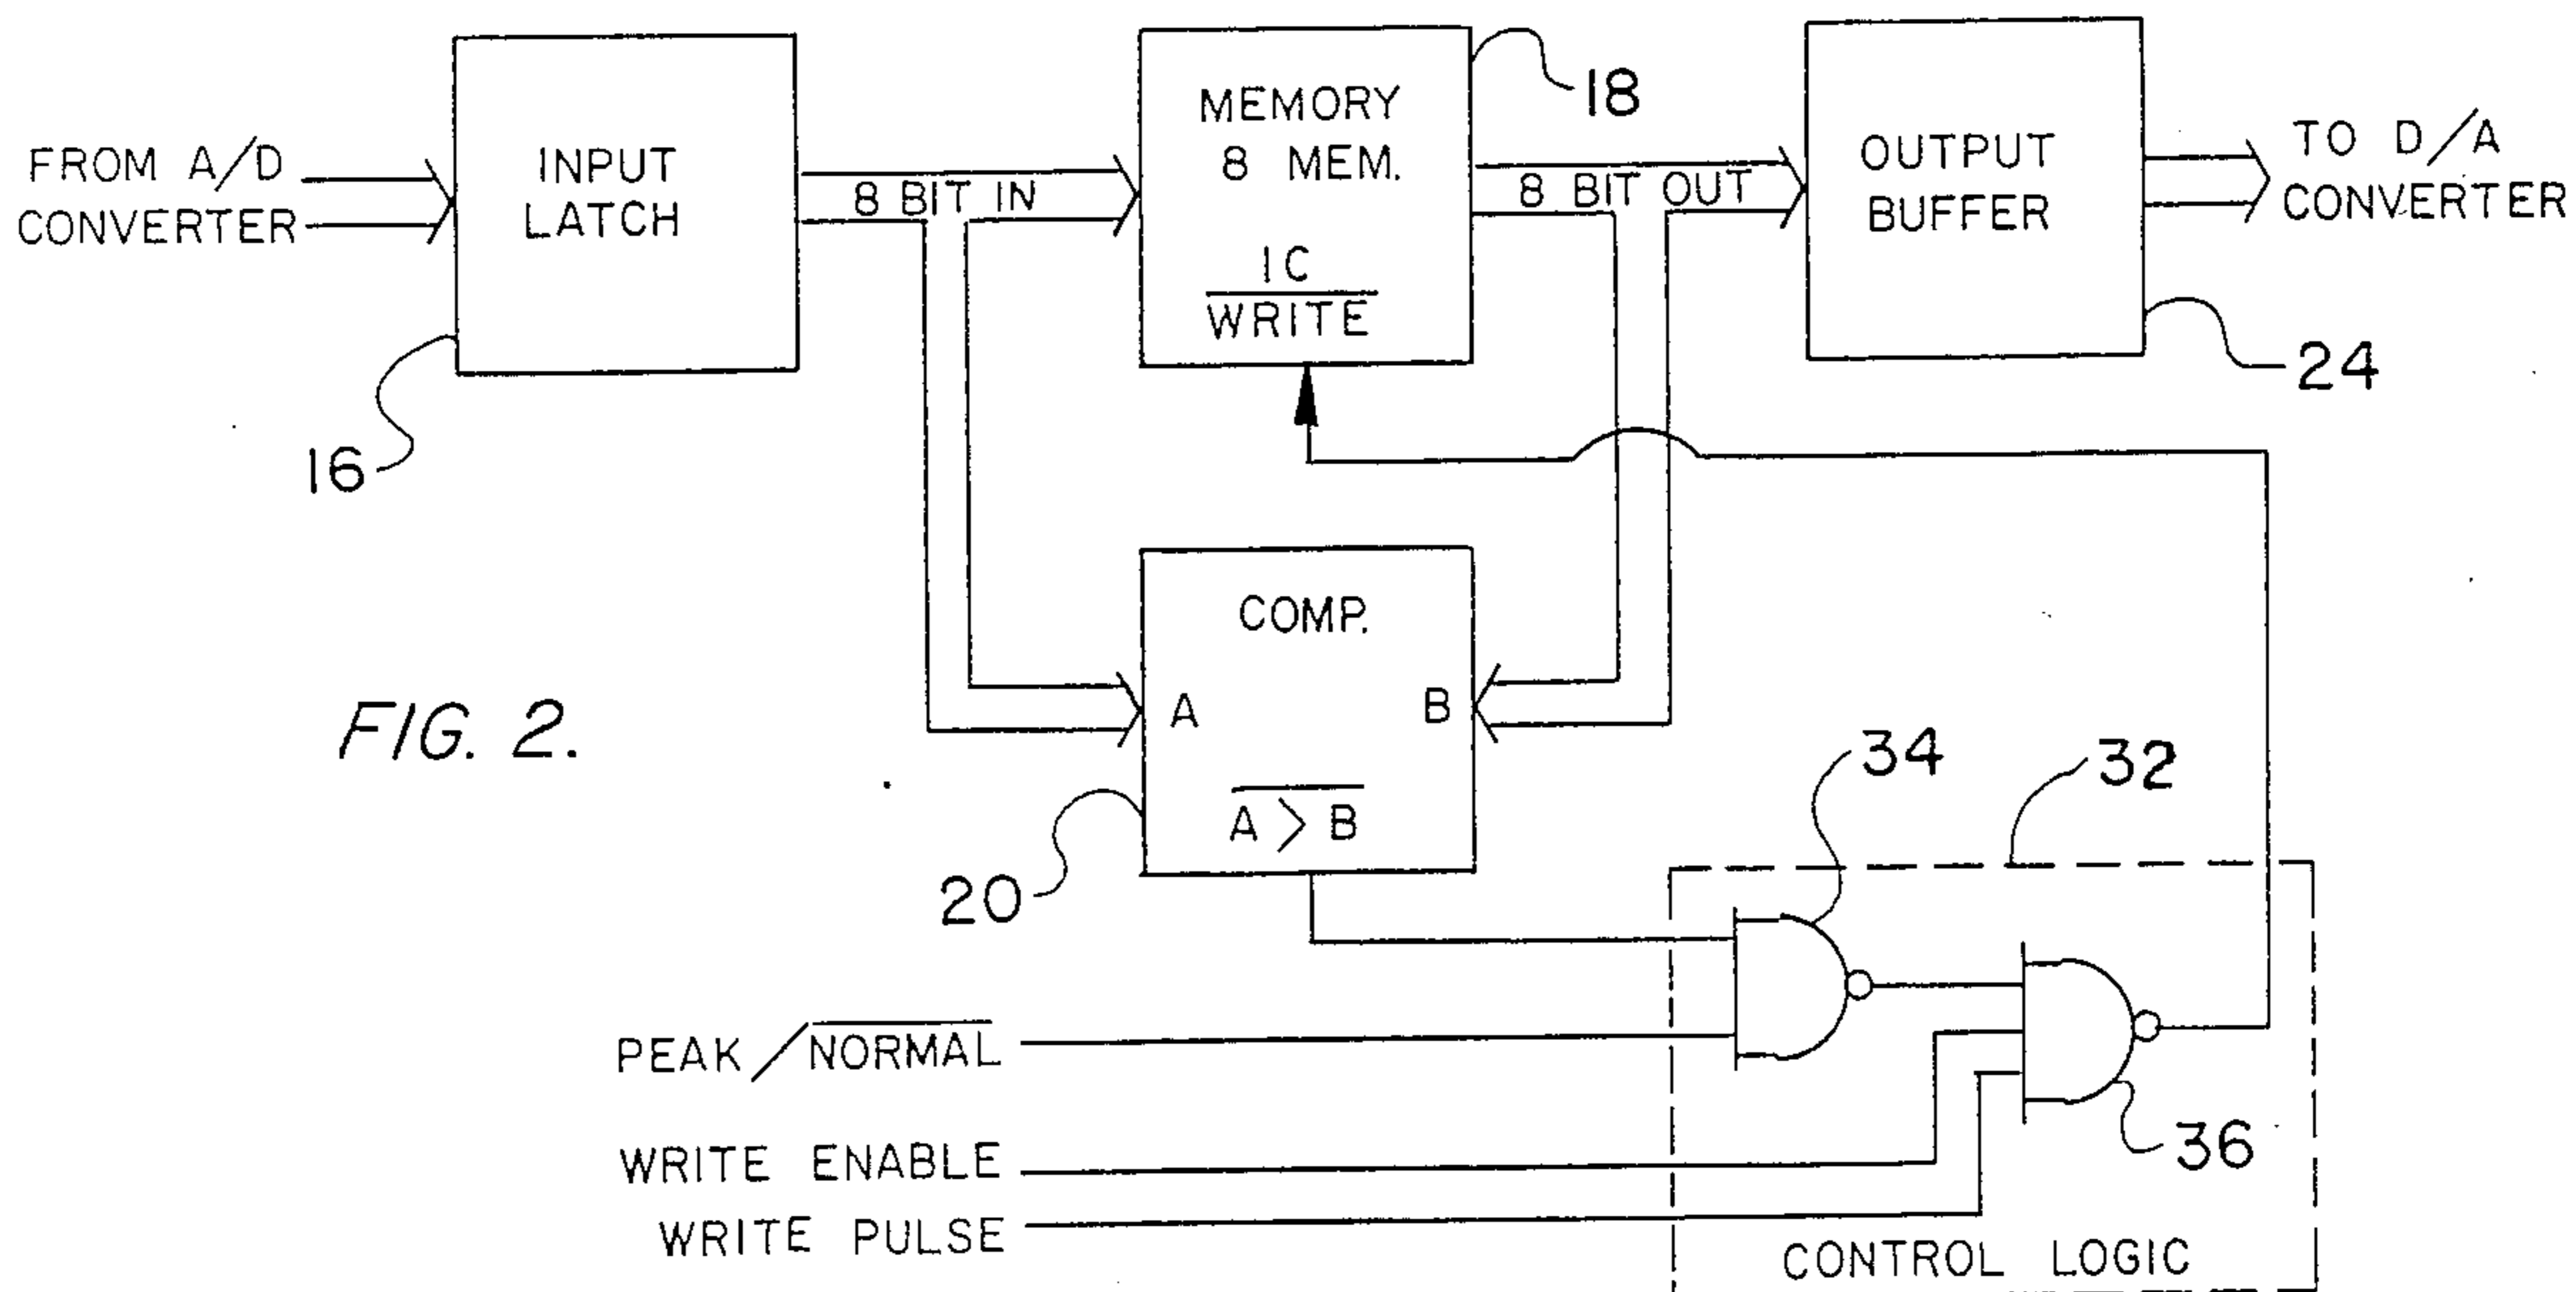 FROM A/D
CONVERTER
INPUT
LATCH
16
8 BIT IN
MEMORY
8 MEM.
IC
WRITE
18
8 BIT OUT
OUTPUT
BUFFER
24
TO D/A
CONVERTER
FIG. 2.
COMP.
A
B
A > B
20
34
32
PEAK/NORMAL
WRITE ENABLE
WRITE PULSE
36
CONTROL LOGIC